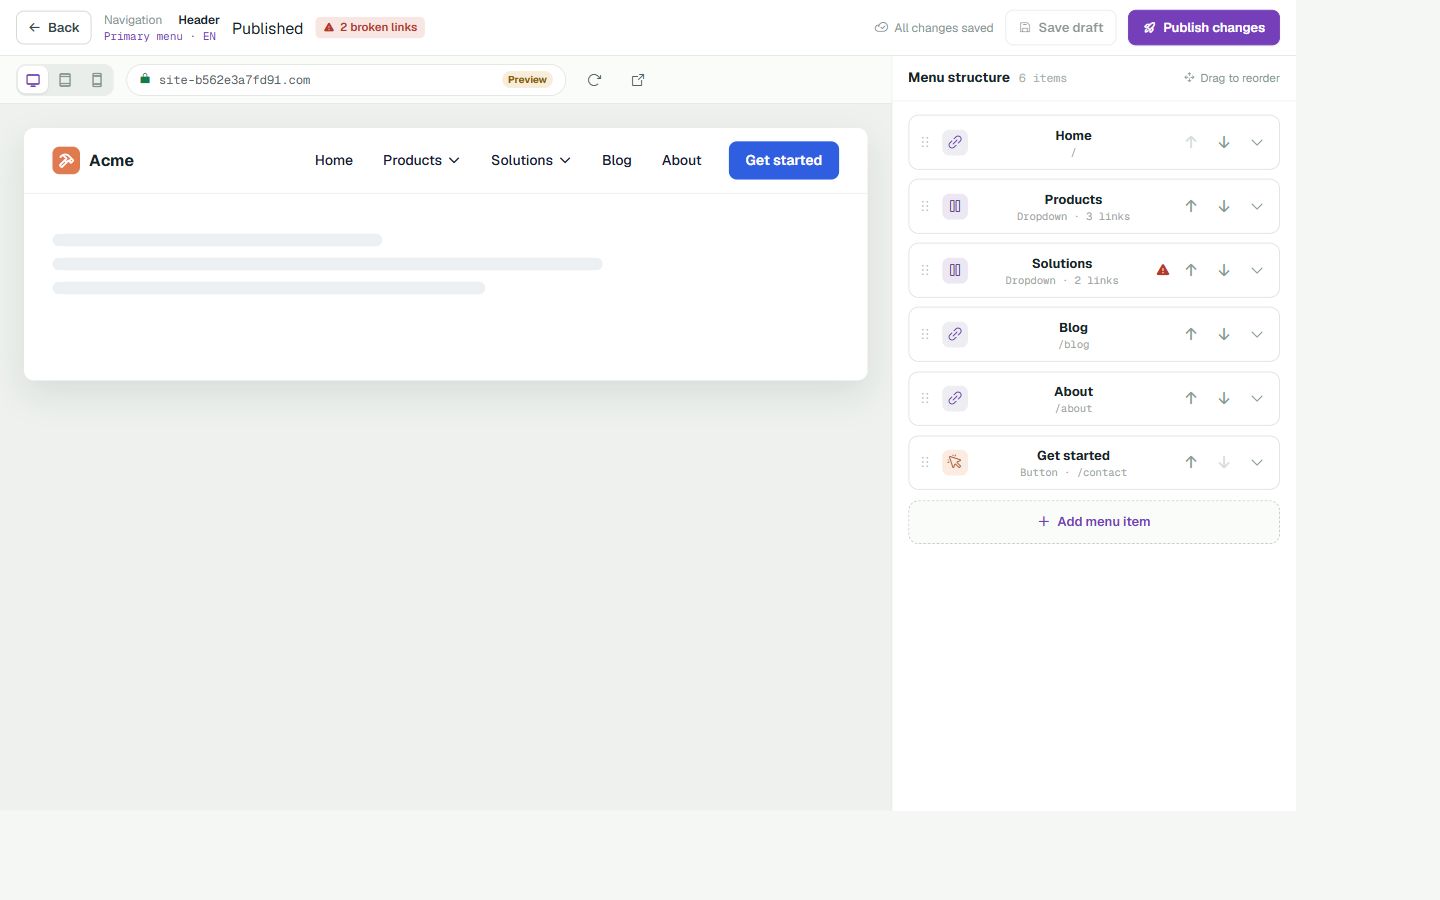 Back
Navigation Header
Primary menu · EN
Published
2 broken links
All changes saved
Save draft
Publish changes
site-b562e3a7fd91.com
Preview
Menu structure 6 items
Drag to reorder
Acme
Home
Products
Solutions
Blog
About
Get started
Home
/
Products
Dropdown · 3 links
Solutions
Dropdown · 2 links
Blog
/blog
About
/about
Get started
Button · /contact
Add menu item